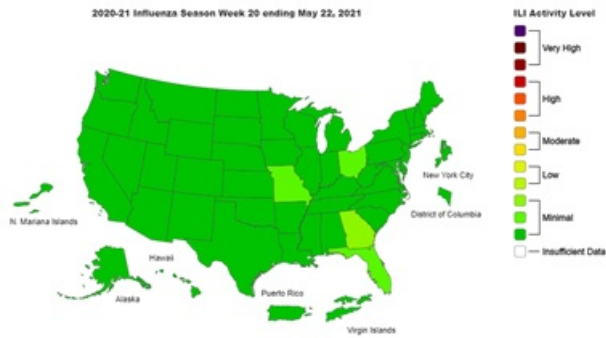 2020-21 Influenza Season Week 20 ending May 22, 2021
ILI Activity Level
Very High
High
Moderate
Low
Minimal
Insufficient Data
New York City
District of Columbia
N. Mariana Islands
Hawaii
Alaska
Puerto Rico
Virgin Islands